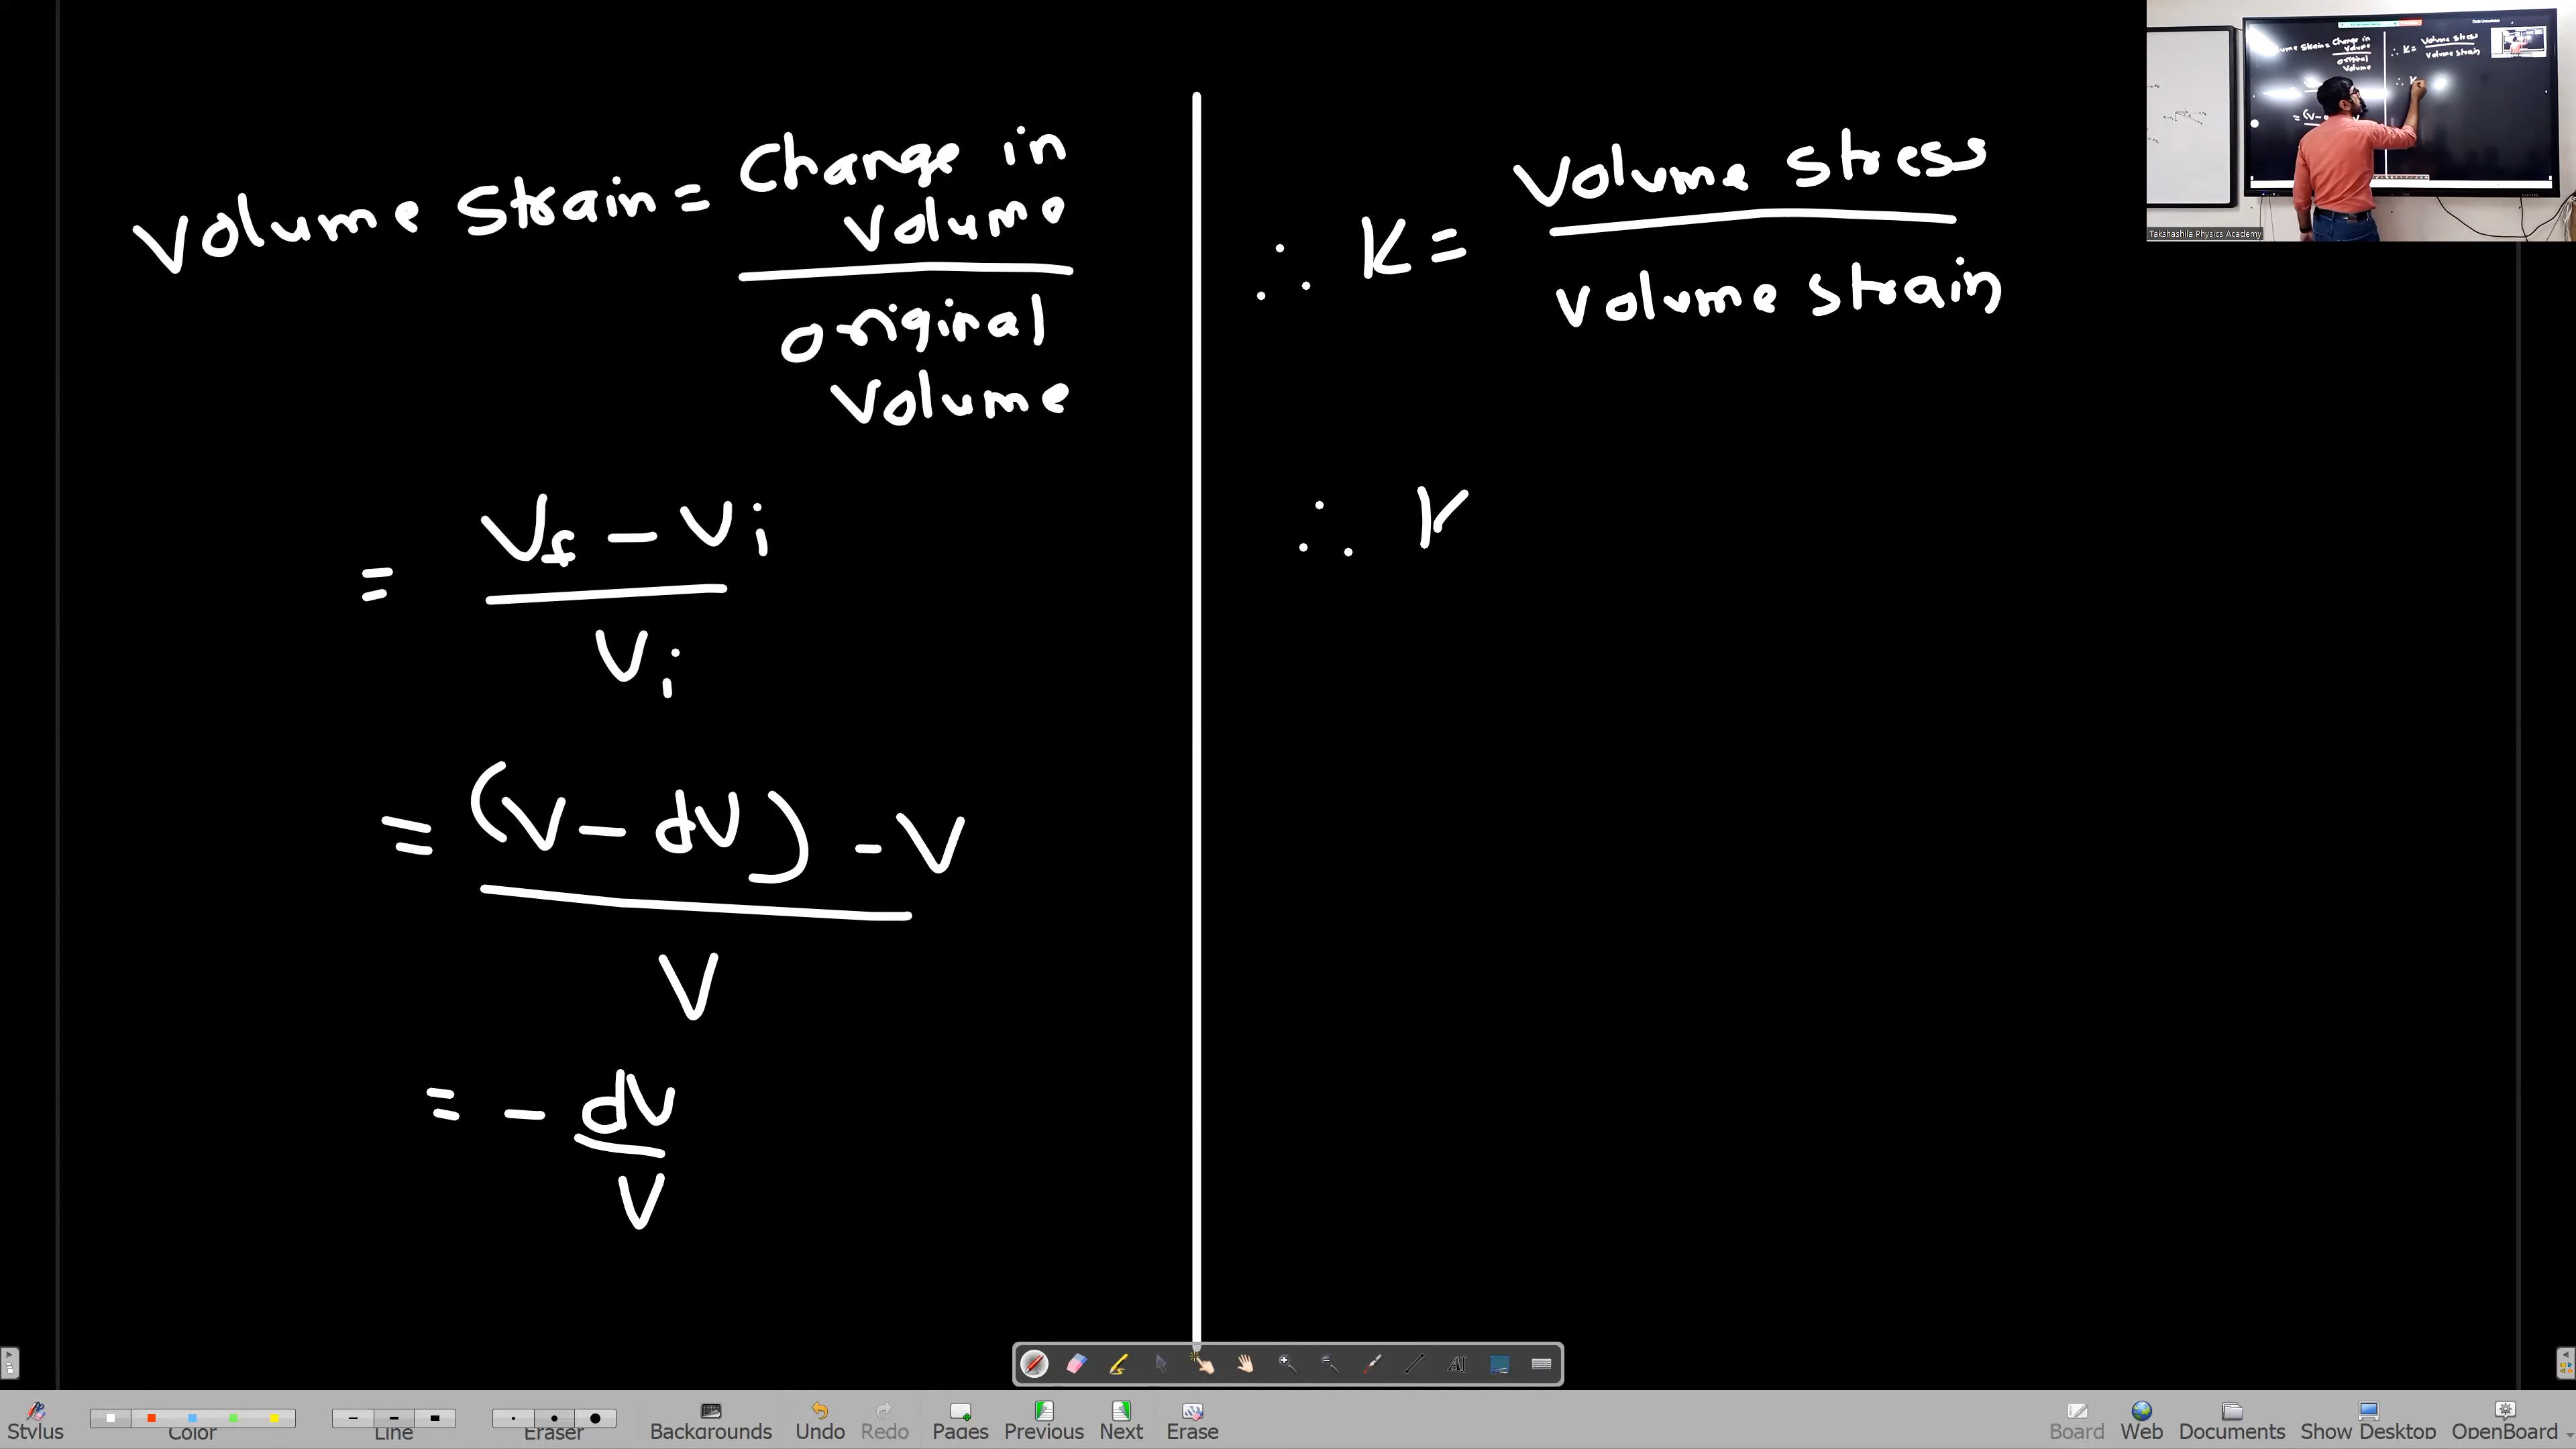 Volume Strain = Change in
Volume
original
Volume
= Vf - Vi
Vi
= (V - dV) - V
V
= - dV
V
∴ K = Volume stress
Volume strain
∴ K
Takshashila Physics Academy
Stylus
Color
Line
Eraser
Backgrounds
Undo
Redo
Pages
Previous
Next
Erase
Board
Web
Documents
Show Desktop
OpenBoard